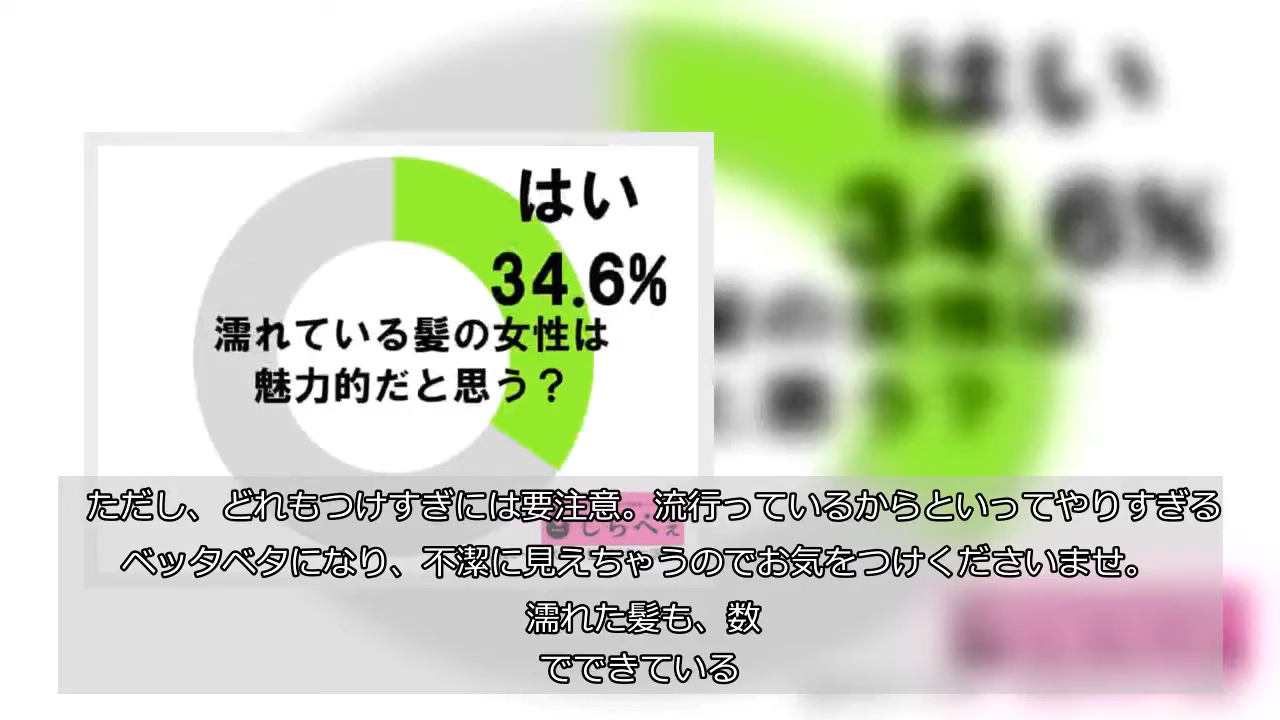 はい
34.6%
濡れている髪の女性は
魅力的だと思う？
しらべぇ
ただし、どれもつけすぎには要注意。流行っているからといってやりすぎる
ベッタベタになり、不潔に見えちゃうのでお気をつけくださいませ。
濡れた髪も、数
でできている